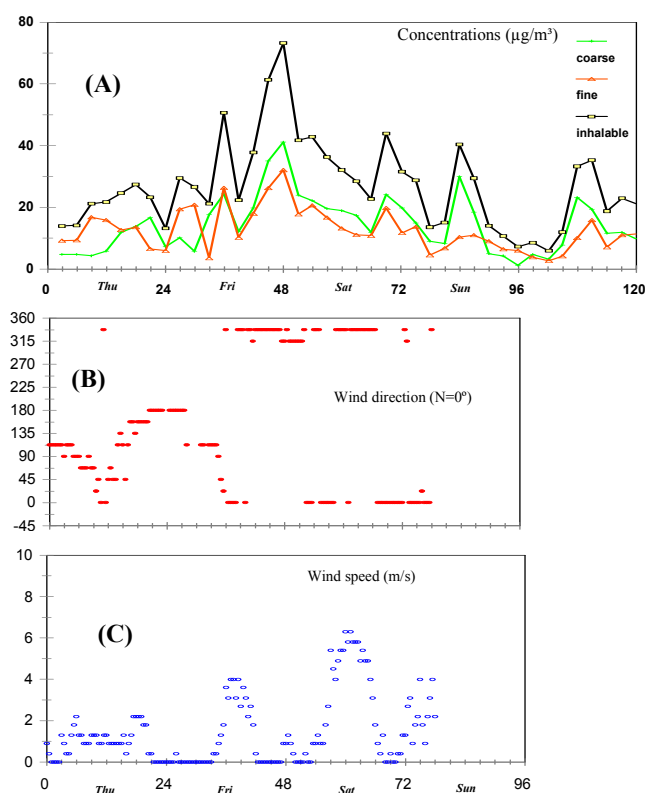 80
Concentrations (µg/m³)
coarse
(A)
60
fine
inhalable
40
20
0
0 Thu 24 Fri 48 Sat 72 Sun 96 120
360
315
(B)
270
225
Wind direction (N=0º)
180
135
90
45
0
-45
10
Wind speed (m/s)
8
(C)
6
4
2
0
0 Thu 24 Fri 48 Sat 72 Sun 96